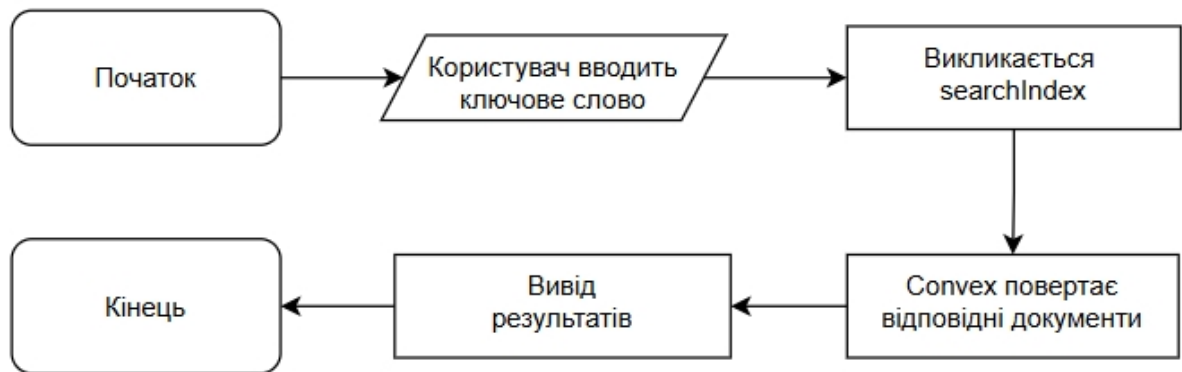 Початок
Користувач вводить
ключове слово
Викликається
searchIndex
Convex повертає
відповідні документи
Вивід
результатів
Кінець